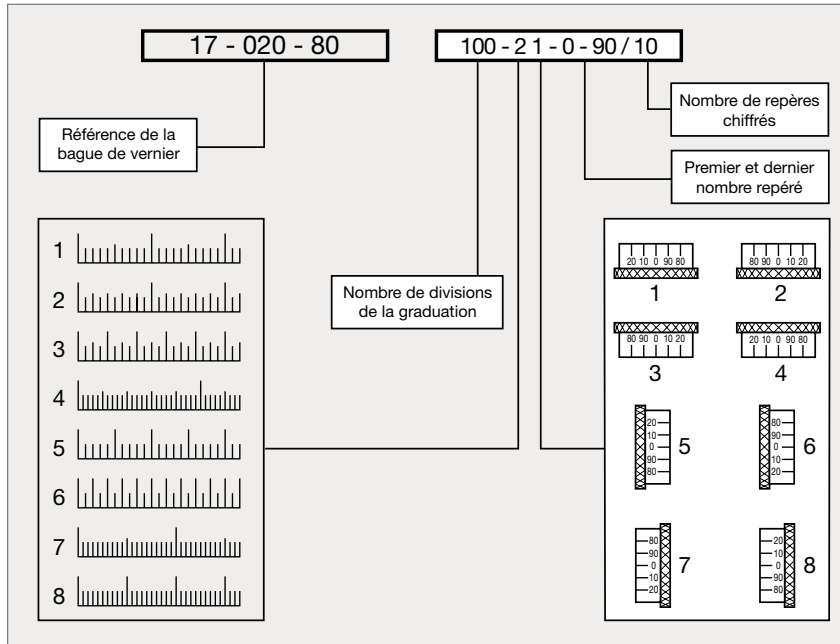 17 - 020 - 80
100 - 2 1 - 0 - 90 / 10
Nombre de repères
chiffrés
Référence de la
bague de vernier
Premier et dernier
nombre repéré
Nombre de divisions
de la graduation
1
2
3
4
5
6
7
8
20 10 0 90 80
1
80 90 0 10 20
2
80 90 0 10 20
3
20 10 0 90 80
4
20
10
0
90
80
5
80
90
0
10
20
6
80
90
0
10
20
7
20
10
0
90
80
8